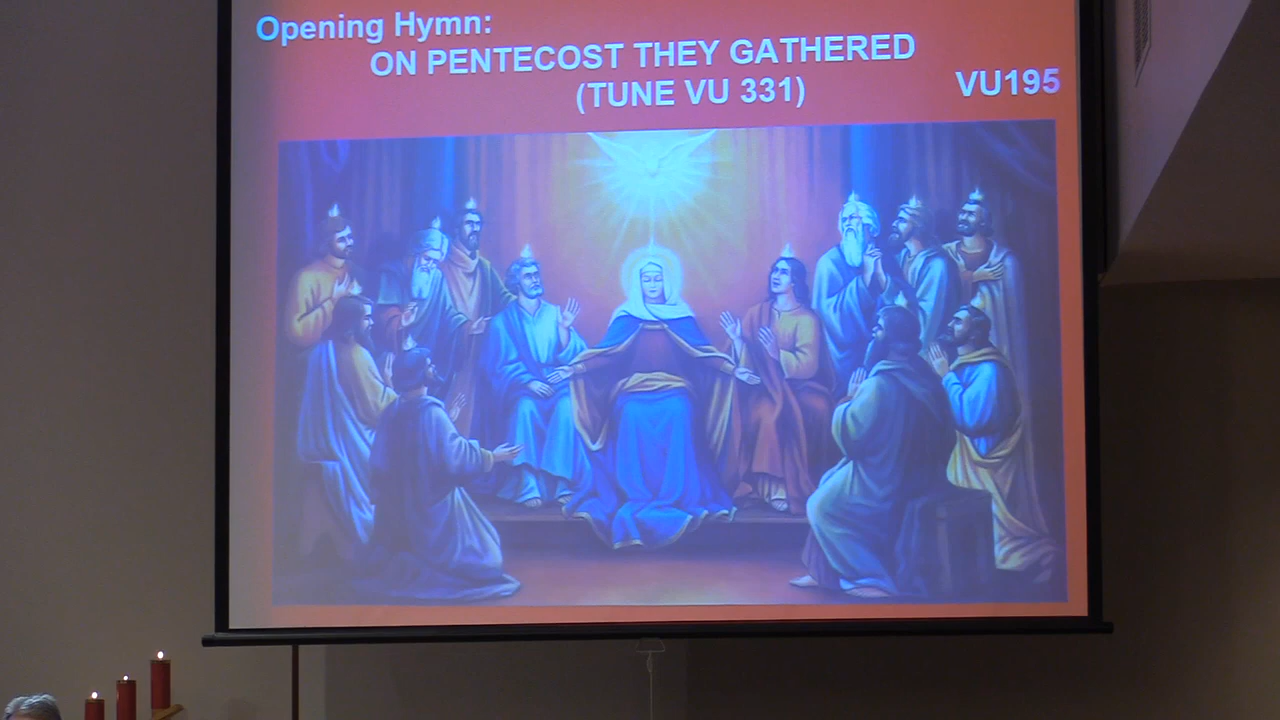 Opening Hymn:
ON PENTECOST THEY GATHERED
(TUNE VU 331)
VU195